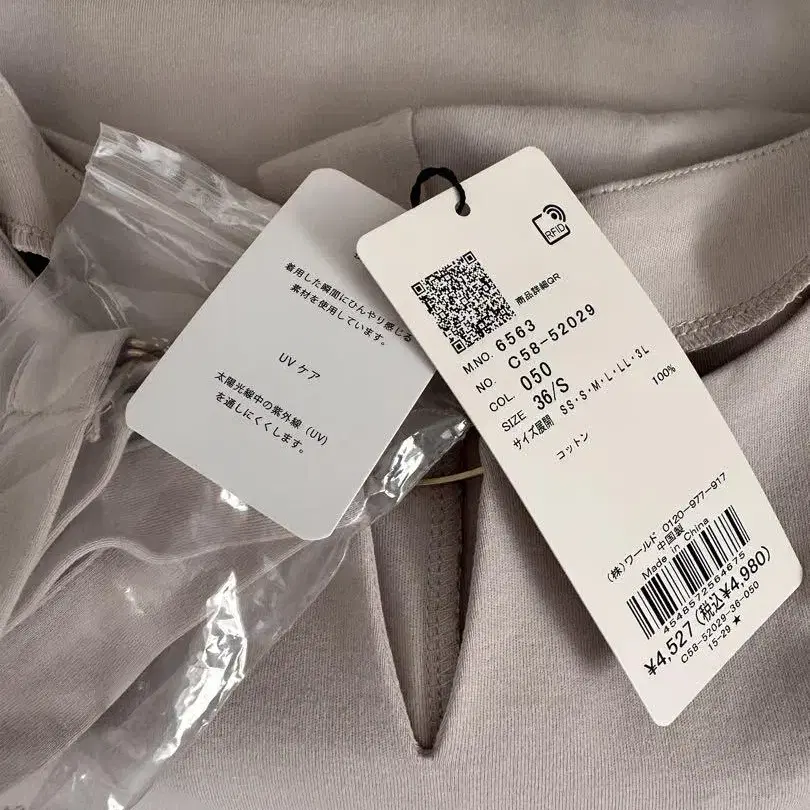 着用した瞬間にひんやり感じる
素材を使用しています。
UVケア
太陽光線中の紫外線（UV）
を通しにくくします。
RFID
商品詳細QR
M.NO. 6563
NO. C58-52029
COL. 050
SIZE 36/S
サイズ展開 SS・S・M・L・LL・3L
コットン 100%
(株)ワールド 0120-977-917
中国製
Made in China
4548572564675
¥4,527 (税込¥4,980)
C58-52029-36-050
15-29 ★